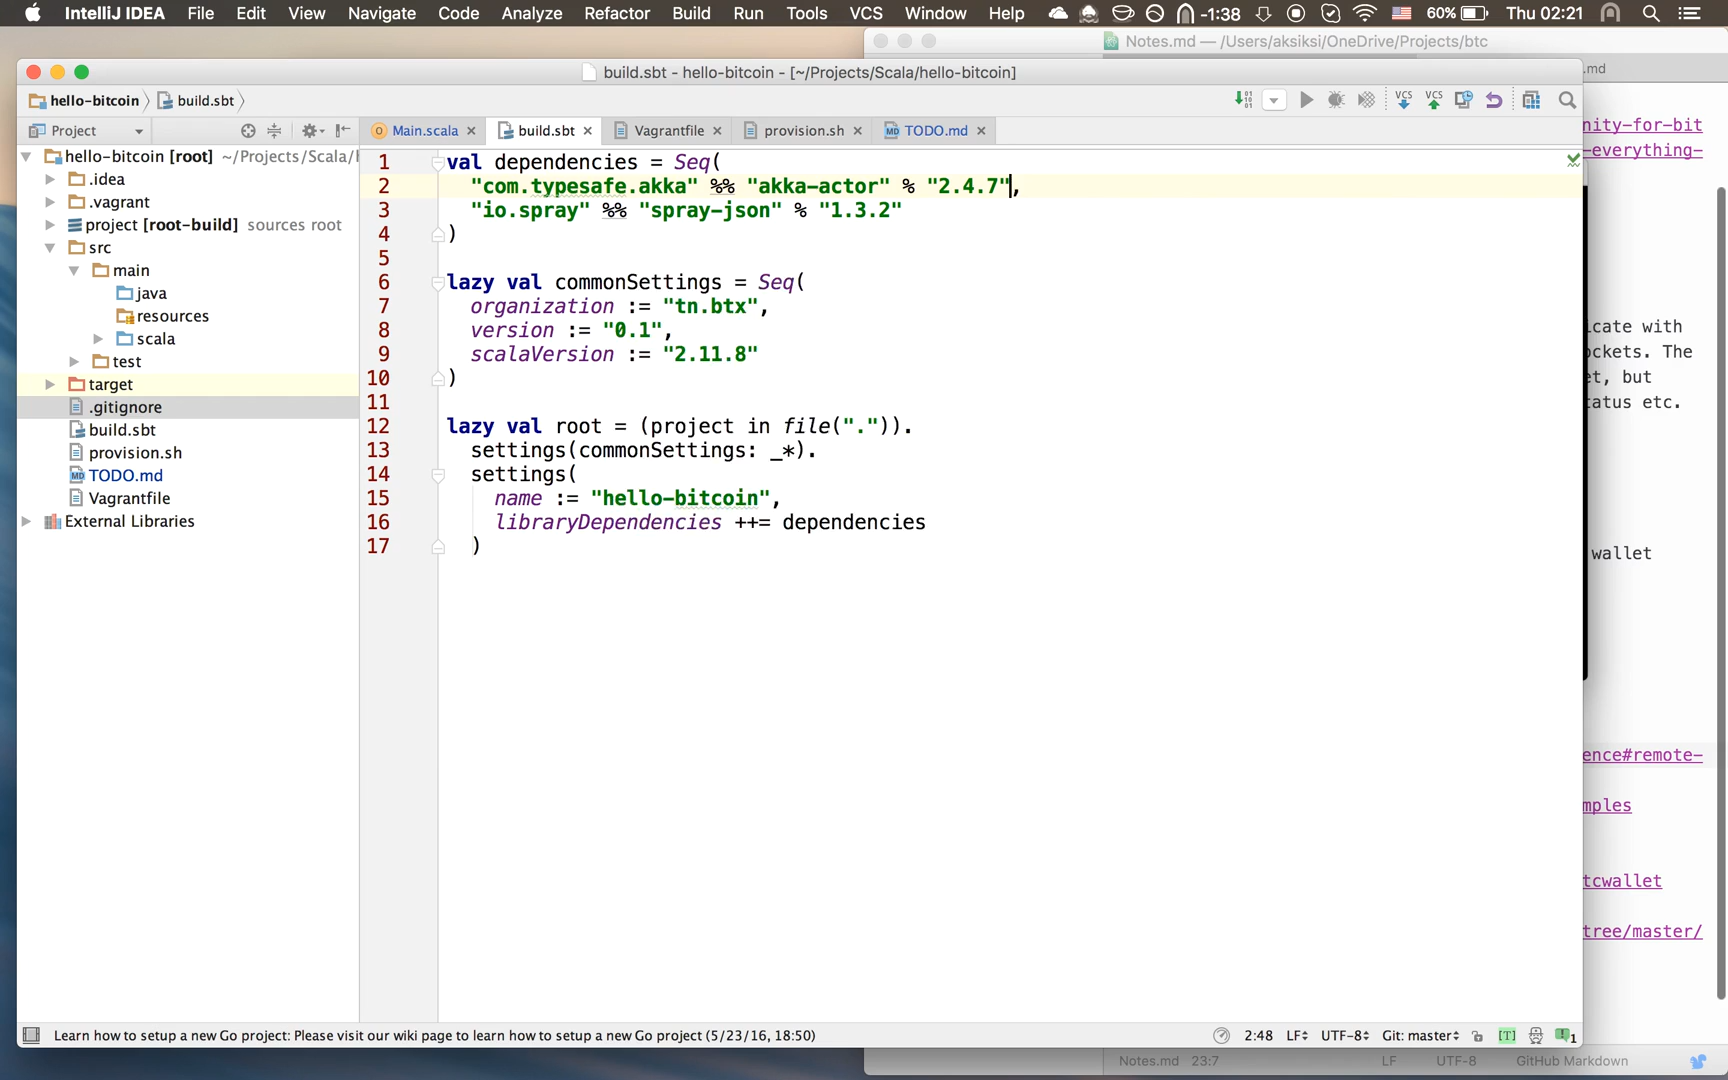 IntelliJ IDEA File Edit View Navigate Code Analyze Refactor Build Run Tools VCS Window Help -1:38 60% Thu 02:21
Notes.md — /Users/aksiksi/OneDrive/Projects/btc
build.sbt - hello-bitcoin - [~/Projects/Scala/hello-bitcoin]
.md
hello-bitcoin build.sbt
VCS VCS
Project
Main.scala build.sbt Vagrantfile provision.sh TODO.md
hello-bitcoin [root] ~/Projects/Scala/h
.idea
.vagrant
project [root-build] sources root
src
main
java
resources
scala
test
target
.gitignore
build.sbt
provision.sh
TODO.md
Vagrantfile
External Libraries
1 val dependencies = Seq(
2 "com.typesafe.akka" %% "akka-actor" % "2.4.7",
3 "io.spray" %% "spray-json" % "1.3.2"
4 )
5
6 lazy val commonSettings = Seq(
7 organization := "tn.btx",
8 version := "0.1",
9 scalaVersion := "2.11.8"
10 )
11
12 lazy val root = (project in file(".")).
13 settings(commonSettings: _*).
14 settings(
15 name := "hello-bitcoin",
16 libraryDependencies ++= dependencies
17 )
nity-for-bit
-everything-
icate with
ockets. The
et, but
tatus etc.
wallet
ence#remote-
mples
tcwallet
tree/master/
Learn how to setup a new Go project: Please visit our wiki page to learn how to setup a new Go project (5/23/16, 18:50) 2:48 LF UTF-8 Git: master [T] 1
Notes.md 23:7 LF UTF-8 GitHub Markdown